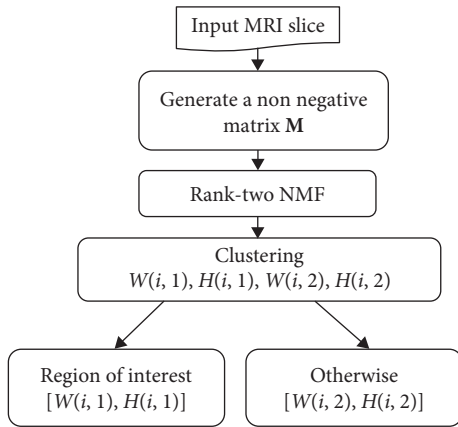 Input MRI slice
Generate a non negative
matrix M
Rank-two NMF
Clustering
W(i, 1), H(i, 1), W(i, 2), H(i, 2)
Region of interest
[W(i, 1), H(i, 1)]
Otherwise
[W(i, 2), H(i, 2)]